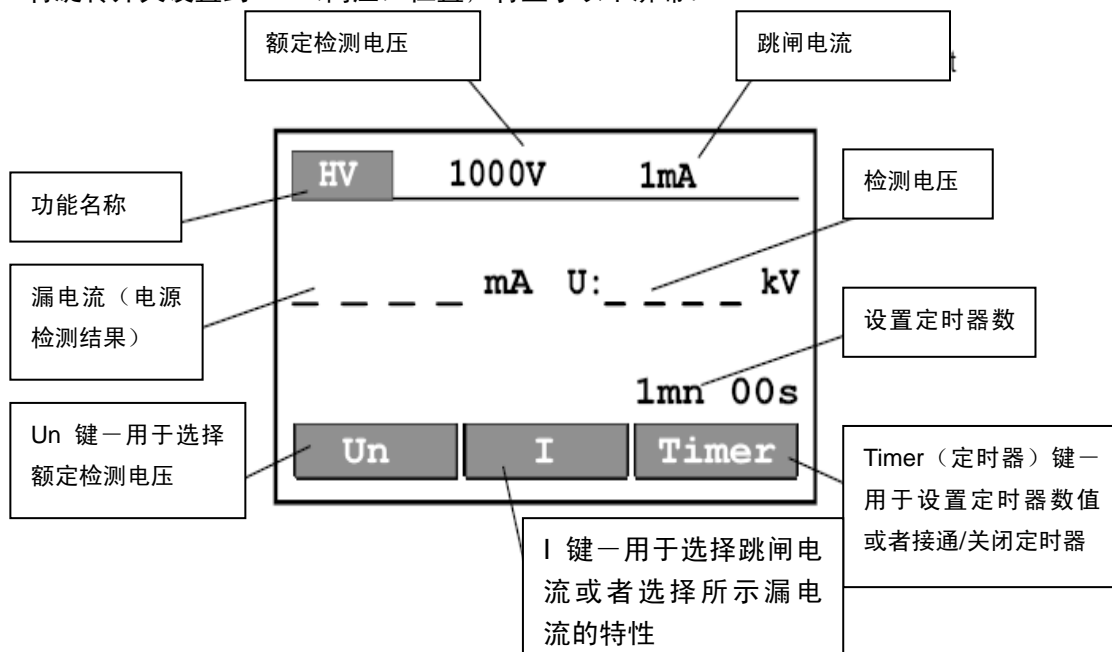 额定检测电压
跳闸电流
t
HV 1000V 1mA
功能名称
检测电压
漏电流（电源
检测结果）
_ _ _ _ mA U:_ _ _ _ kV
设置定时器数
1mn 00s
Un 键－用于选择
额定检测电压
Un I Timer
Timer（定时器）键－
用于设置定时器数值
或者接通/关闭定时器
I 键－用于选择跳闸电
流或者选择所示漏电
流的特性